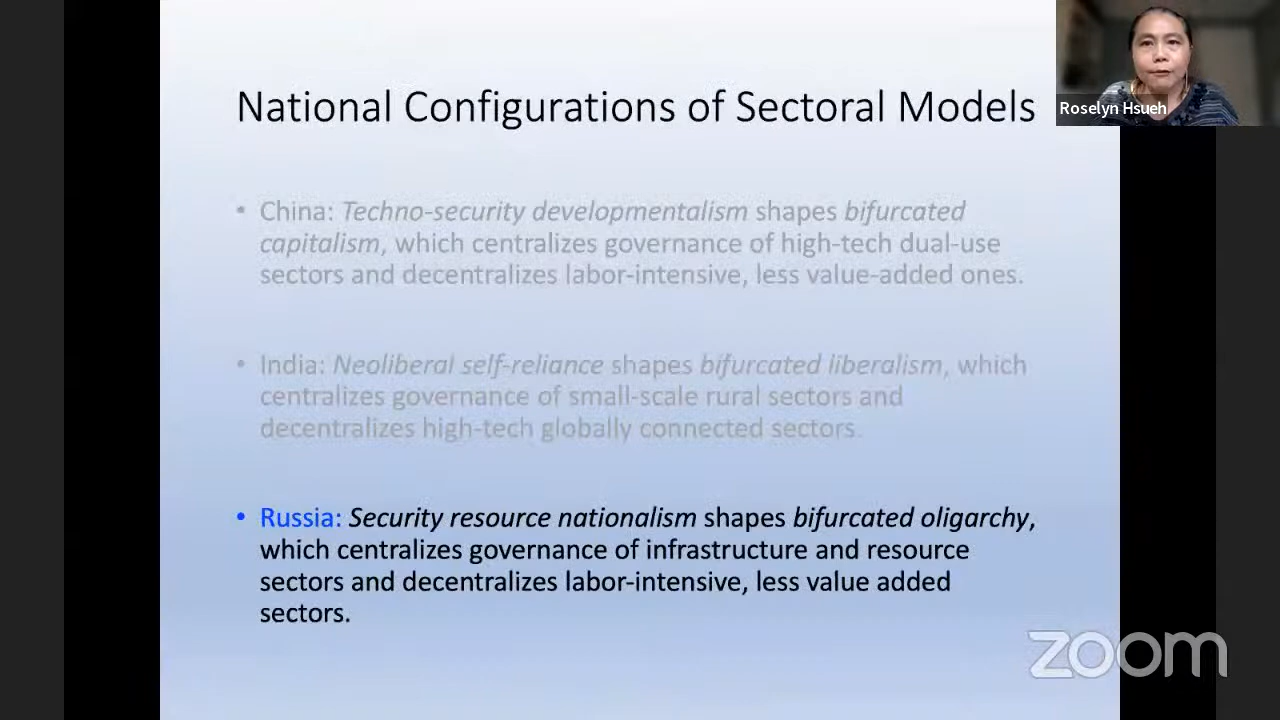 National Configurations of Sectoral Models
Roselyn Hsueh
• China: Techno-security developmentalism shapes bifurcated
capitalism, which centralizes governance of high-tech dual-use
sectors and decentralizes labor-intensive, less value-added ones.
• India: Neoliberal self-reliance shapes bifurcated liberalism, which
centralizes governance of small-scale rural sectors and
decentralizes high-tech globally connected sectors.
• Russia: Security resource nationalism shapes bifurcated oligarchy,
which centralizes governance of infrastructure and resource
sectors and decentralizes labor-intensive, less value added
sectors.
zoom